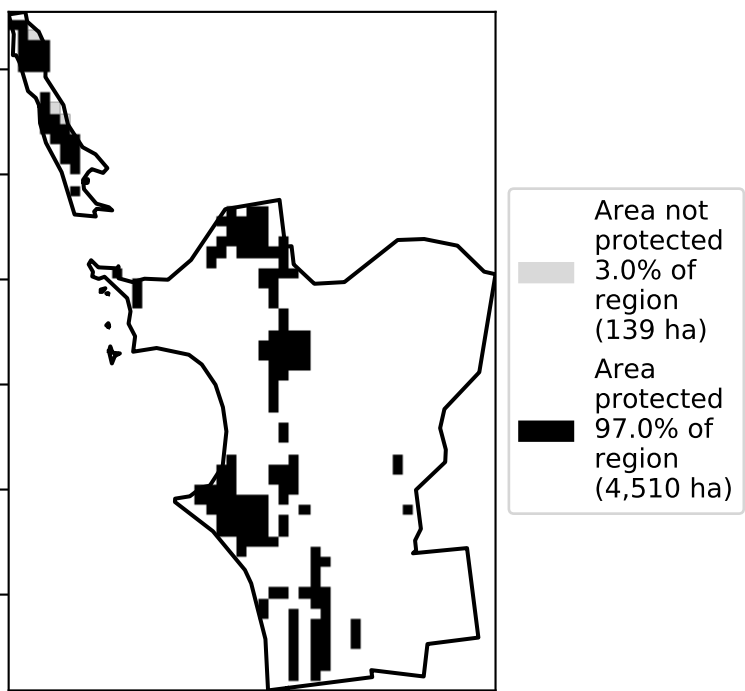 Area not
protected
3.0% of
region
(139 ha)
Area
protected
97.0% of
region
(4,510 ha)